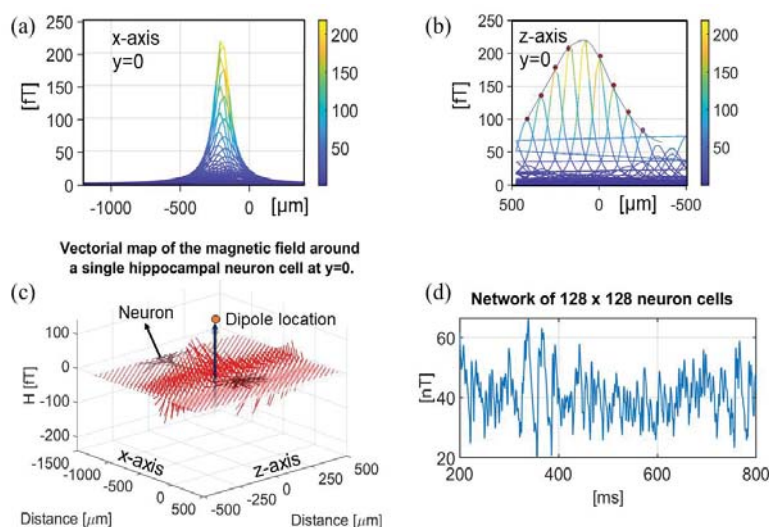 (a)
x-axis
y=0
[fT]
250
200
150
100
50
0
-1000
-500
0
[µm]
200
150
100
50
(b)
z-axis
y=0
[fT]
250
200
150
100
50
0
500
0
[µm]
-500
200
150
100
50
Vectorial map of the magnetic field around
a single hippocampal neuron cell at y=0.
(c)
Neuron
Dipole location
H [fT]
100
0
-100
-200
-1500
-1000
-500
0
500
x-axis
Distance [µm]
-500
-250
0
250
500
z-axis
Distance [µm]
(d)
Network of 128 x 128 neuron cells
[nT]
60
40
20
200
400
600
800
[ms]